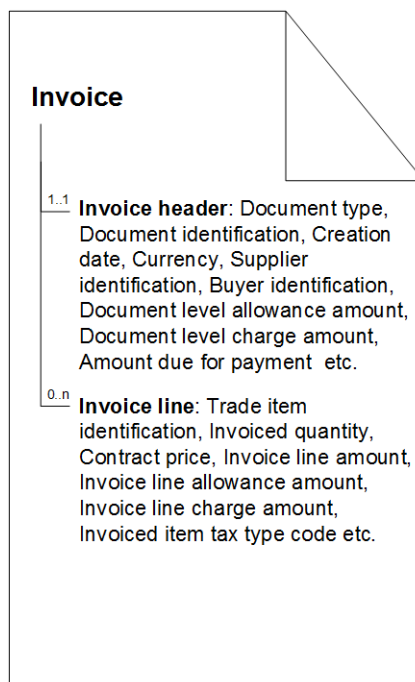 Invoice
1..1
Invoice header: Document type,
Document identification, Creation
date, Currency, Supplier
identification, Buyer identification,
Document level allowance amount,
Document level charge amount,
Amount due for payment etc.
0..n
Invoice line: Trade item
identification, Invoiced quantity,
Contract price, Invoice line amount,
Invoice line allowance amount,
Invoice line charge amount,
Invoiced item tax type code etc.